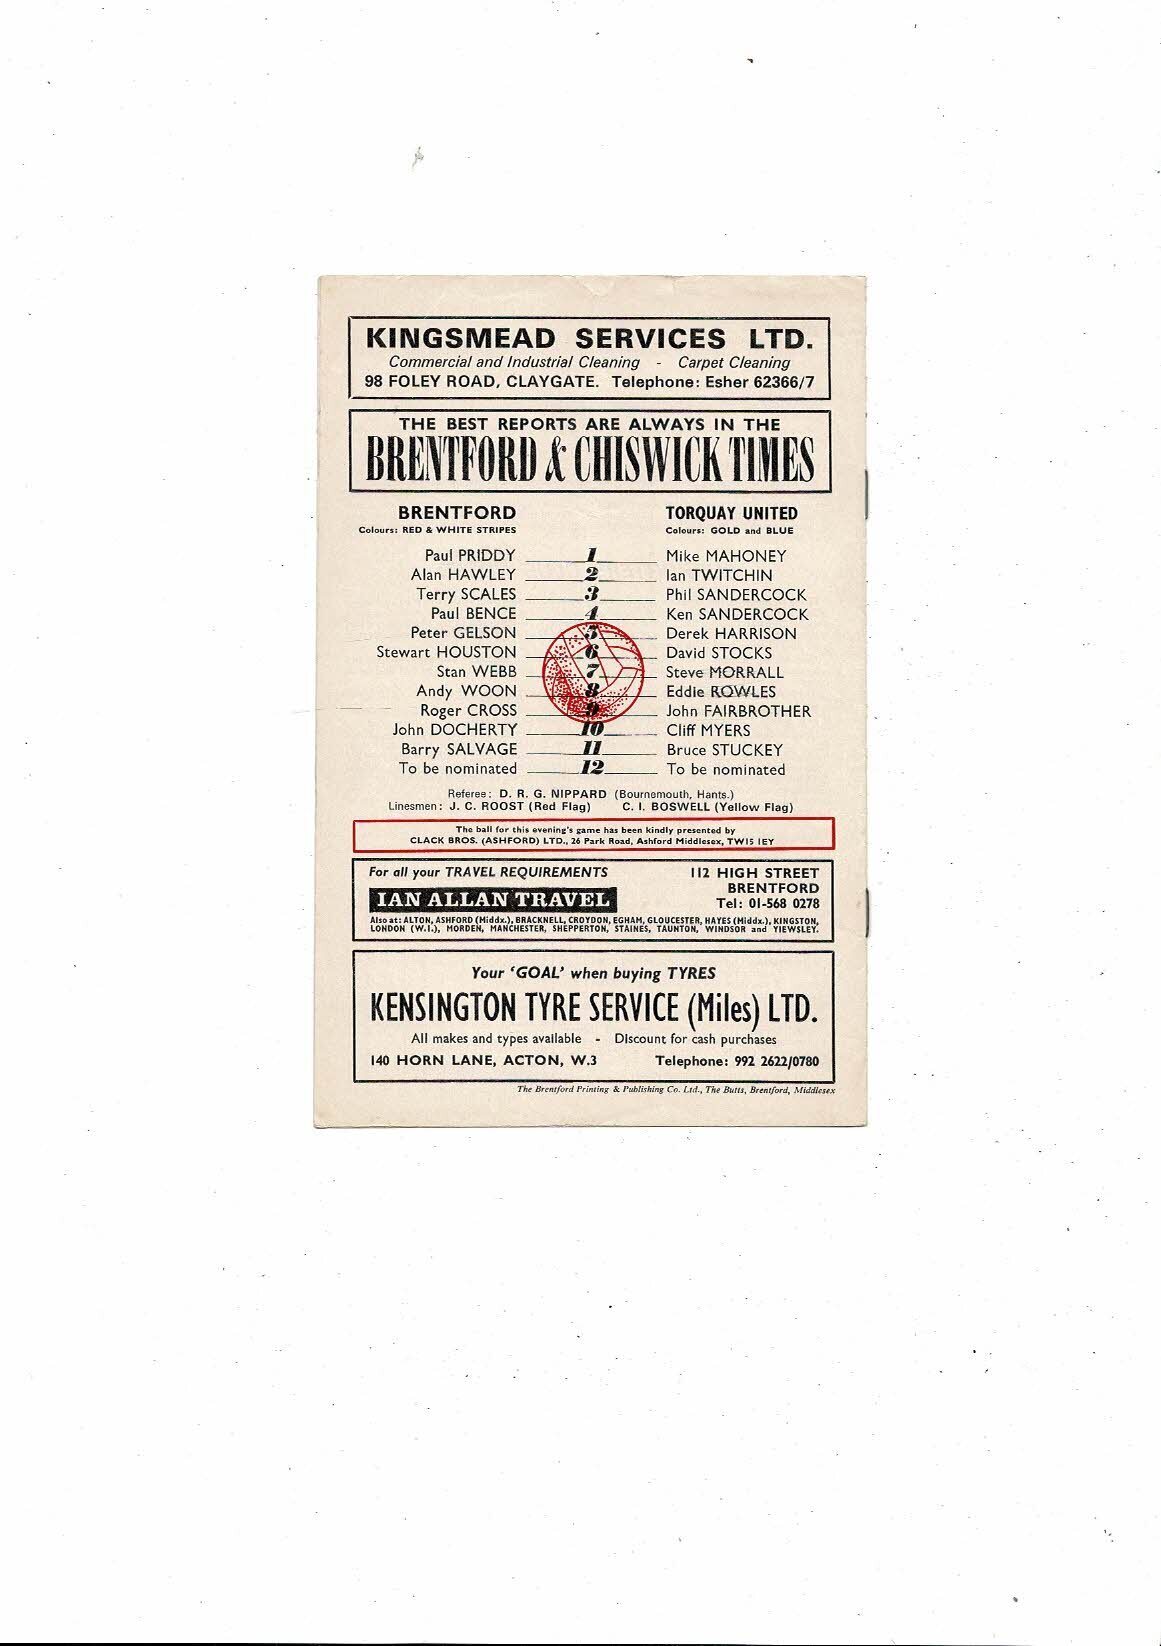 KINGSMEAD SERVICES LTD.
Commercial and Industrial Cleaning - Carpet Cleaning
98 FOLEY ROAD, CLAYGATE. Telephone: Esher 62366/7
THE BEST REPORTS ARE ALWAYS IN THE
BRENTFORD & CHISWICK TIMES
BRENTFORD TORQUAY UNITED
Colours: RED & WHITE STRIPES Colours: GOLD and BLUE
Paul PRIDDY 1 Mike MAHONEY
Alan HAWLEY 2 Ian TWITCHIN
Terry SCALES 3 Phil SANDERCOCK
Paul BENCE 4 Ken SANDERCOCK
Peter GELSON 5 Derek HARRISON
Stewart HOUSTON 6 David STOCKS
Stan WEBB 7 Steve MORRALL
Andy WOON 8 Eddie ROWLES
Roger CROSS 9 John FAIRBROTHER
John DOCHERTY 10 Cliff MYERS
Barry SALVAGE 11 Bruce STUCKEY
To be nominated 12 To be nominated
Referee: D. R. G. NIPPARD (Bournemouth, Hants.)
Linesmen: J. C. ROOST (Red Flag) C. I. BOSWELL (Yellow Flag)
The ball for this evening's game has been kindly presented by
CLACK BROS. (ASHFORD) LTD., 26 Park Road, Ashford Middlesex, TW15 1EY
For all your TRAVEL REQUIREMENTS 112 HIGH STREET
IAN ALLAN TRAVEL BRENTFORD
Tel: 01-568 0278
Also at: ALTON, ASHFORD (Middx.), BRACKNELL, CROYDON, EGHAM, GLOUCESTER, HAYES (Middx.), KINGSTON,
LONDON (W.1.), MORDEN, MANCHESTER, SHEPPERTON, STAINES, TAUNTON, WINDSOR and YIEWSLEY.
Your 'GOAL' when buying TYRES
KENSINGTON TYRE SERVICE (Miles) LTD.
All makes and types available - Discount for cash purchases
140 HORN LANE, ACTON, W.3 Telephone: 992 2622/0780
The Brentford Printing & Publishing Co. Ltd., The Butts, Brentford, Middlesex